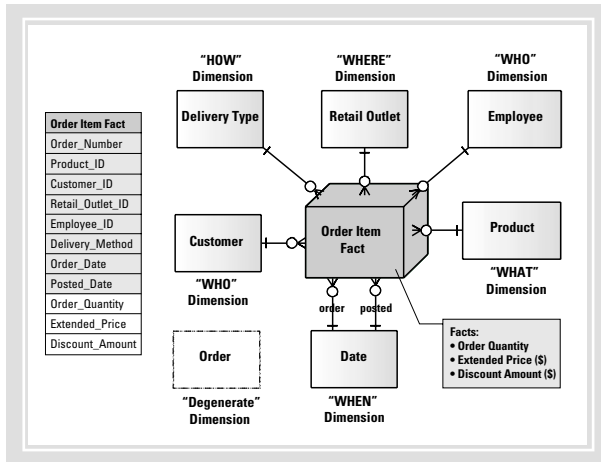 “HOW”
Dimension
“WHERE”
Dimension
“WHO”
Dimension
Delivery Type
Retail Outlet
Employee
Order Item Fact
Order_Number
Product_ID
Customer_ID
Retail_Outlet_ID
Employee_ID
Delivery_Method
Order_Date
Posted_Date
Order_Quantity
Extended_Price
Discount_Amount
Customer
“WHO”
Dimension
Order Item
Fact
Product
“WHAT”
Dimension
order
posted
Order
“Degenerate”
Dimension
Date
“WHEN”
Dimension
Facts:
• Order Quantity
• Extended Price ($)
• Discount Amount ($)